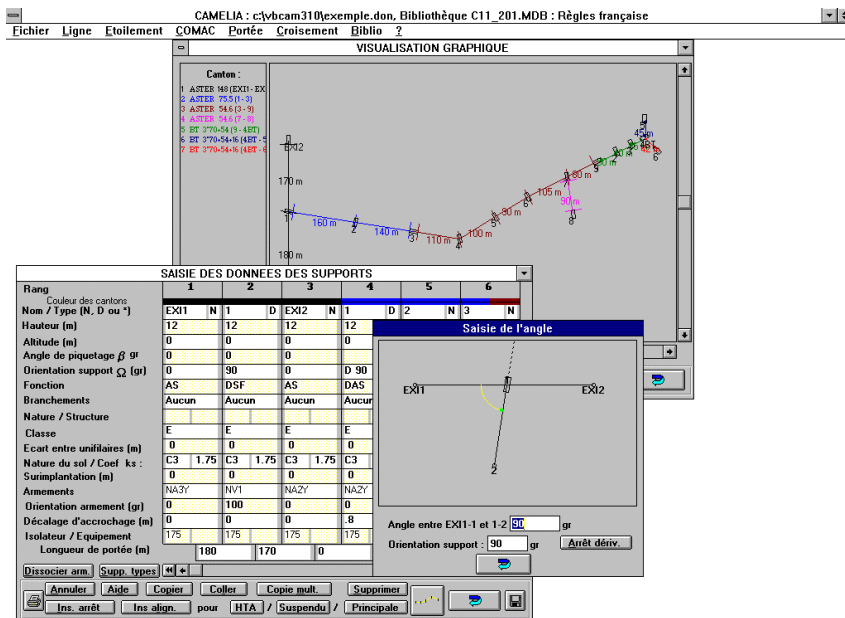 CAMELIA : c:\vbcam310\exemple.don, Bibliothèque C11_201.MDB : Règles française
Fichier Ligne Etoilement COMAC Portée Croisement Biblio ?
VISUALISATION GRAPHIQUE
Canton :
1 ASTER 148 (EXI1 - EX
2 ASTER 75.5 (1 - 3)
3 ASTER 54.6 (3 - 9)
4 ASTER 54.6 (7 - 8)
5 BT 3*70+54 (9 - 4BT)
6 BT 3*70+54+16 (4BT - 5
7 BT 3*70+54+16 (4BT - 6
EXI2
170 m
160 m
2
140 m
3
110 m
4
100 m
90 m
6
105 m
7
80 m
90 m
8
9
45 m
4BT
6
180 m
SAISIE DES DONNEES DES SUPPORTS
Rang 1 2 3 4 5 6
Couleur des cantons
Nom / Type (N, D ou *) EXI1 N 1 D EXI2 N 1 D 2 N 3 N
Hauteur (m) 12 12 12 12
Altitude (m) 0 0 0 0
Angle de piquetage β gr 0 0 0
Orientation support Ω (gr) 0 90 0 D 90
Fonction AS DSF AS DAS
Branchements Aucun Aucun Aucun Aucun
Nature / Structure
Classe E E E E
Ecart entre unifilaires (m) 0 0 0 0
Nature du sol / Coef ks : C3 1.75 C3 1.75 C3 1.75 C3
Surimplantation (m) 0 0 0 0
Armements NA3Y NV1 NA2Y NA2Y
Orientation armement (gr) 0 100 0 0
Décalage d'accrochage (m) 0 0 0 .8
Isolateur / Equipement 175 175 175 175
Longueur de portée (m) 180 170 0
Dissocier arm. Supp. types
Annuler Aide Copier Coller Copie mult. Supprimer
Ins. arrêt Ins align. pour HTA / Suspendu / Principale
Saisie de l'angle
EXI1
EXI2
2
Angle entre EXI1-1 et 1-2 90 gr
Orientation support : 90 gr Arrêt dériv.